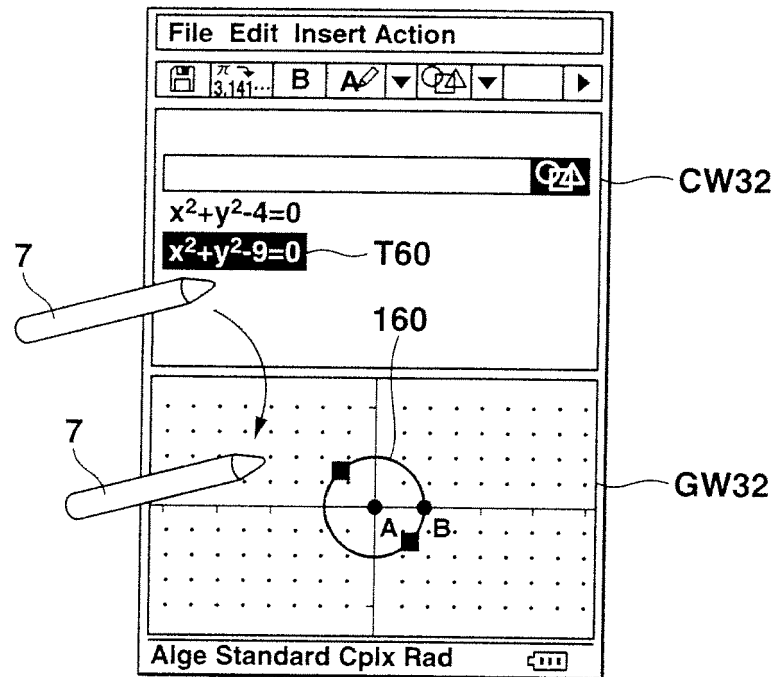 File Edit Insert Action
π 3.141… B A
CW32
x²+y²-4=0
x²+y²-9=0 T60
7
160
7
GW32
A B
Alge Standard Cplx Rad